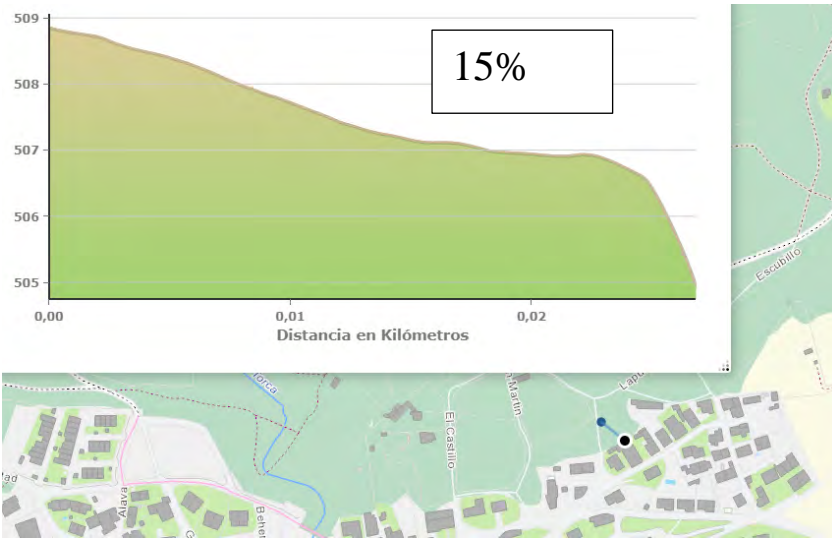 509
508
507
506
505
15%
0,00
0,01
0,02
Distancia en Kilómetros
Escubillo
El Castillo
Martin
Alava